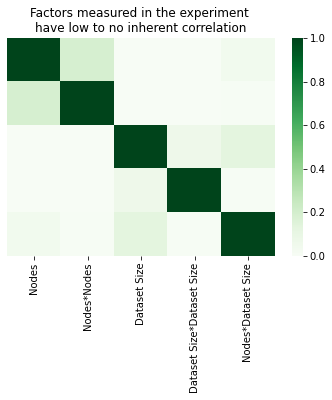 Factors measured in the experiment
have low to no inherent correlation
1.0
0.8
0.6
0.4
0.2
0.0
Nodes
Nodes*Nodes
Dataset Size
Dataset Size*Dataset Size
Nodes*Dataset Size